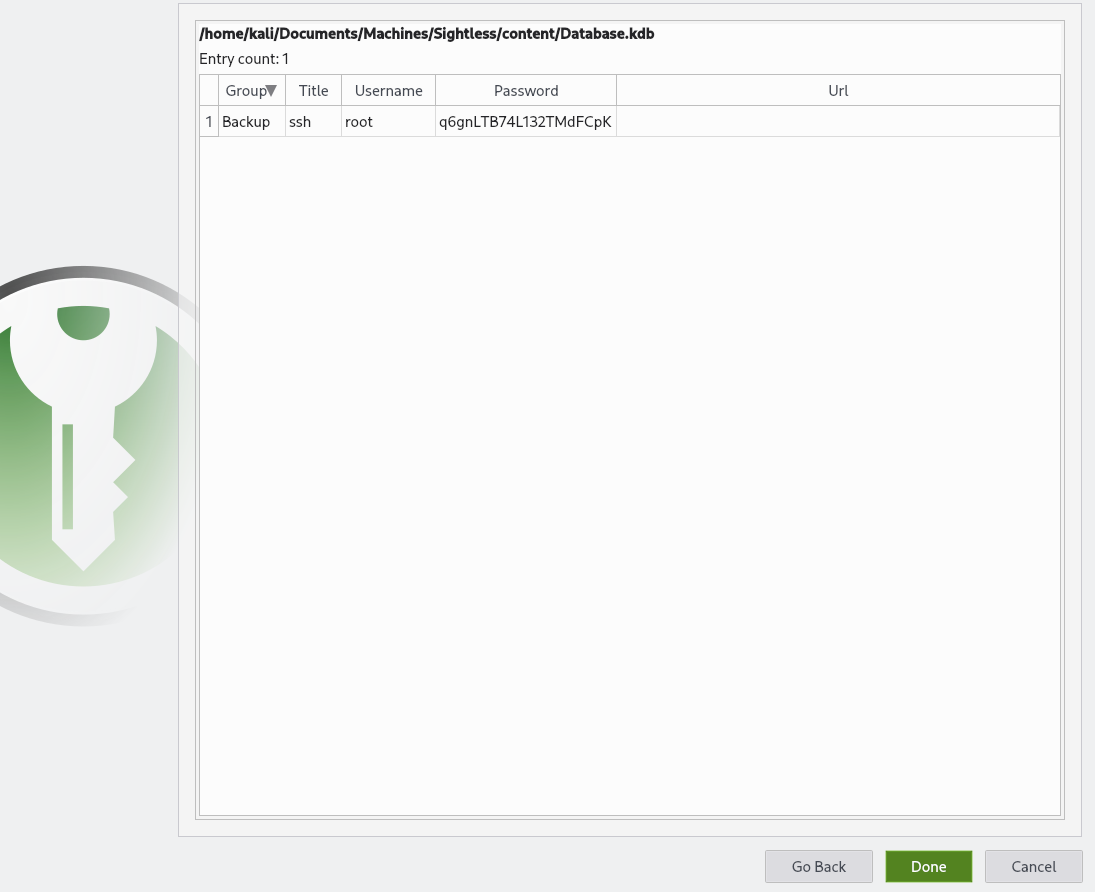 /home/kali/Documents/Machines/Sightless/content/Database.kdb
Entry count: 1
Group Title Username Password Url
1 Backup ssh root q6gnLTB74L132TMdFCpK
Go Back Done Cancel